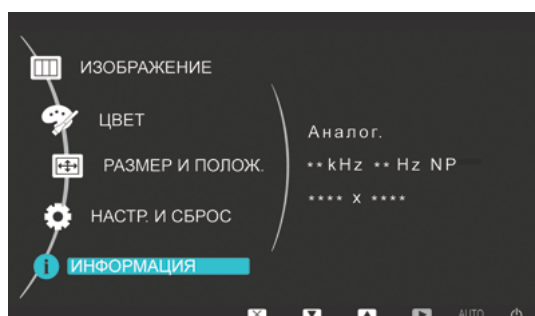 ИЗОБРАЖЕНИЕ
ЦВЕТ
РАЗМЕР И ПОЛОЖ.
НАСТР. И СБРОС
ИНФОРМАЦИЯ
Аналог.
**kHz ** Hz NP
**** x ****
AUTO